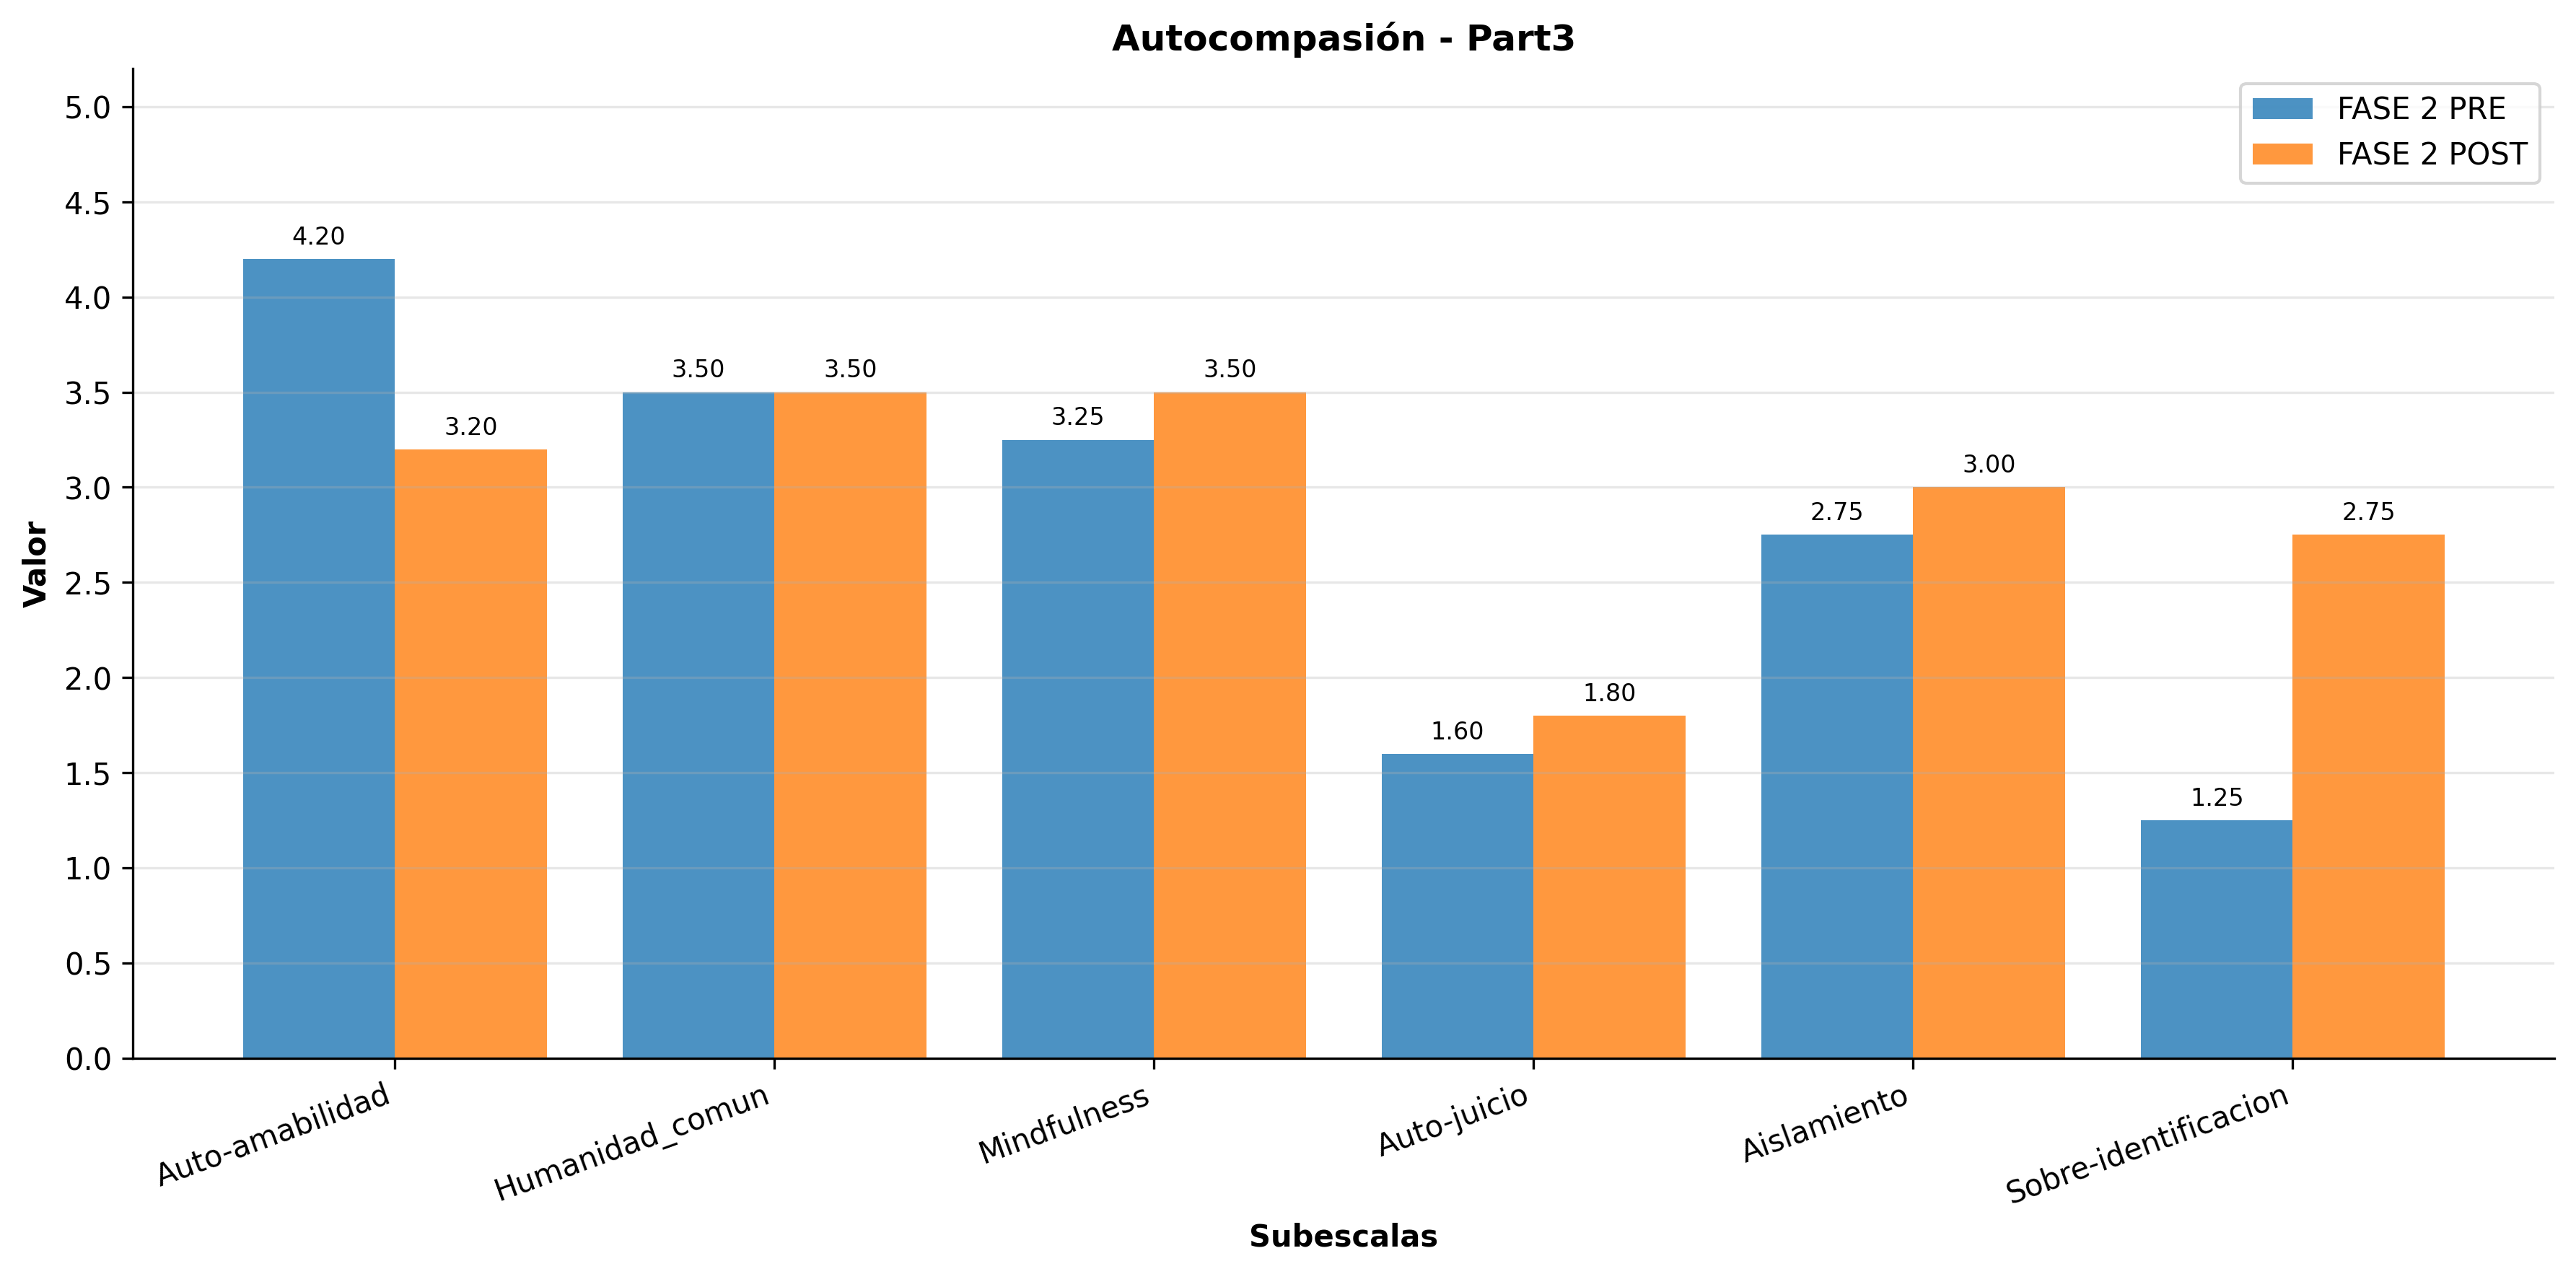 Autocompasión - Part3
FASE 2 PRE
FASE 2 POST
Valor
5.0
4.5
4.0
3.5
3.0
2.5
2.0
1.5
1.0
0.5
0.0
4.20
3.20
3.50
3.50
3.25
3.50
1.60
1.80
2.75
3.00
1.25
2.75
Auto-amabilidad
Humanidad_comun
Mindfulness
Auto-juicio
Aislamiento
Sobre-identificacion
Subescalas